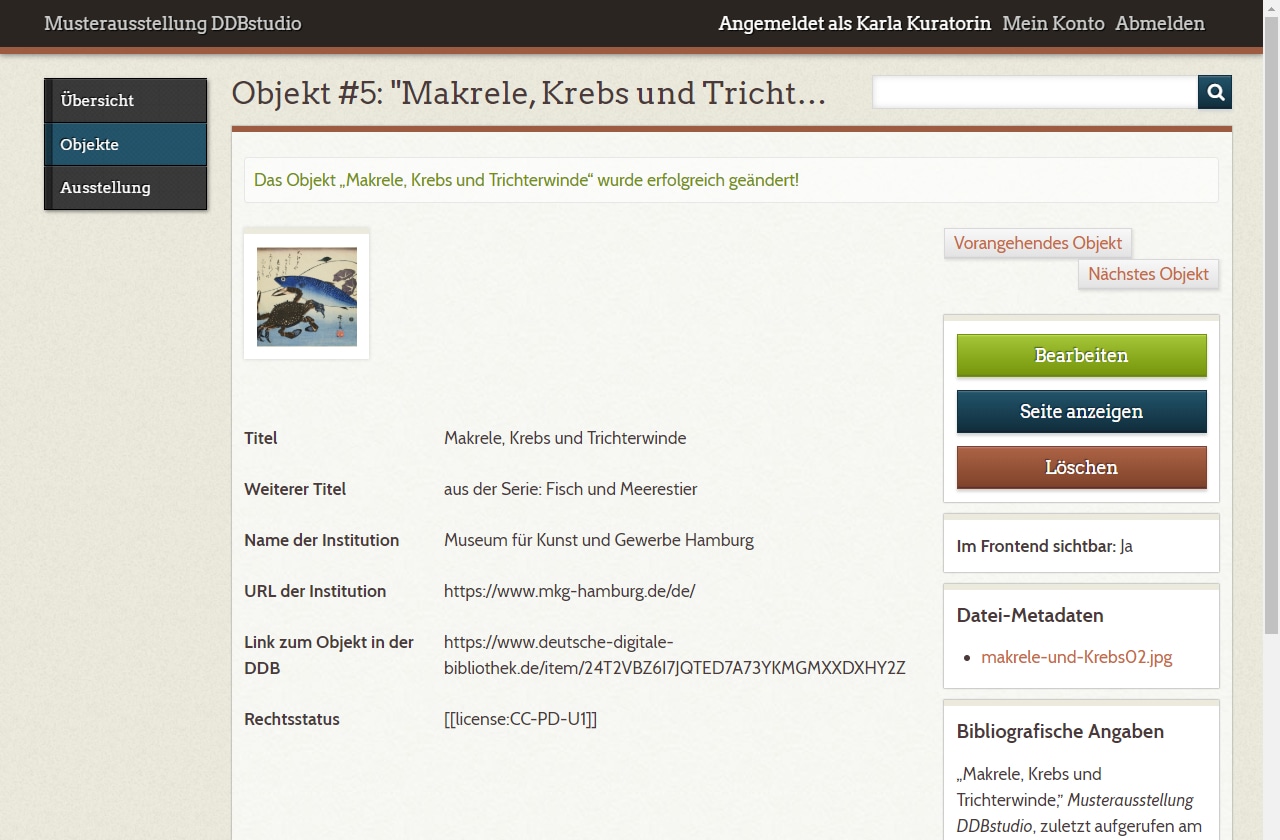 Musterausstellung DDBstudio
Angemeldet als Karla Kuratorin Mein Konto Abmelden
Übersicht
Objekte
Ausstellung
Objekt #5: "Makrele, Krebs und Tricht…
Das Objekt „Makrele, Krebs und Trichterwinde“ wurde erfolgreich geändert!
Vorangehendes Objekt
Nächstes Objekt
Titel
Makrele, Krebs und Trichterwinde
Weiterer Titel
aus der Serie: Fisch und Meerestier
Name der Institution
Museum für Kunst und Gewerbe Hamburg
URL der Institution
https://www.mkg-hamburg.de/de/
Link zum Objekt in der
DDB
https://www.deutsche-digitale-
bibliothek.de/item/24T2VBZ6I7JQTED7A73YKMGMXXDXHY2Z
Rechtsstatus
[[license:CC-PD-U1]]
Bearbeiten
Seite anzeigen
Löschen
Im Frontend sichtbar: Ja
Datei-Metadaten
• makrele-und-Krebs02.jpg
Bibliografische Angaben
„Makrele, Krebs und
Trichterwinde,” Musterausstellung
DDBstudio, zuletzt aufgerufen am